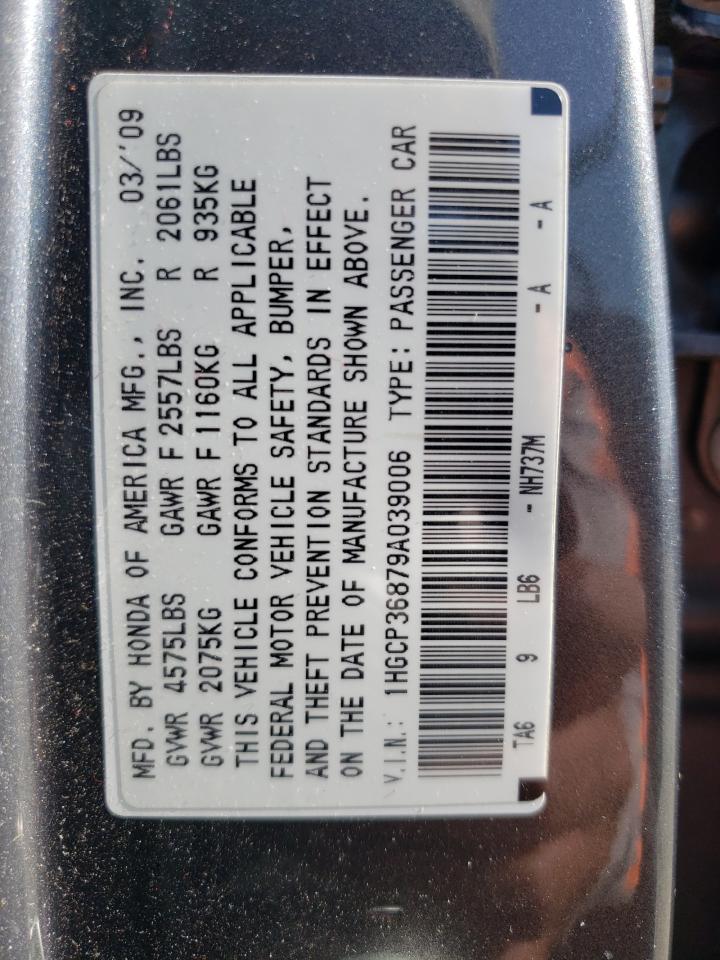 MFD. BY HONDA OF AMERICA MFG., INC. 03/'09
GVWR 4575LBS GAWR F 2557LBS R 2061LBS
GVWR 2075KG GAWR F 1160KG R 935KG
THIS VEHICLE CONFORMS TO ALL APPLICABLE
FEDERAL MOTOR VEHICLE SAFETY, BUMPER,
AND THEFT PREVENTION STANDARDS IN EFFECT
ON THE DATE OF MANUFACTURE SHOWN ABOVE.
V.I.N.: 1HGCP36879A039006 TYPE: PASSENGER CAR
TA6 9 LB6 - NH737M - A - A